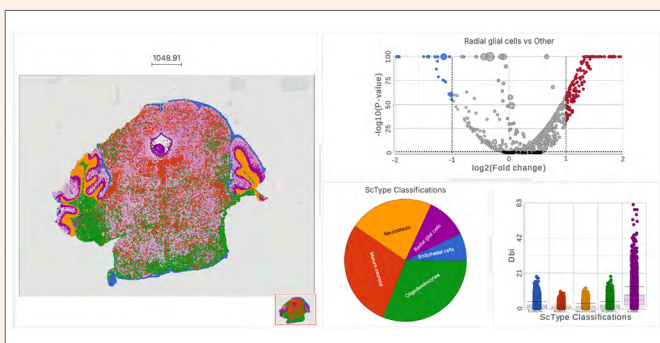 1048.91
Radial glial cells vs Other
-log10(P-value)
100
75
50
25
0
-2
-1
0
1
2
log2(Fold change)
ScType Classifications
Neuroblasts
Radial glial cells
Endothelial cells
Oligodendrocytes
Mature neurons
Dbi
63
42
21
0
ScType Classifications